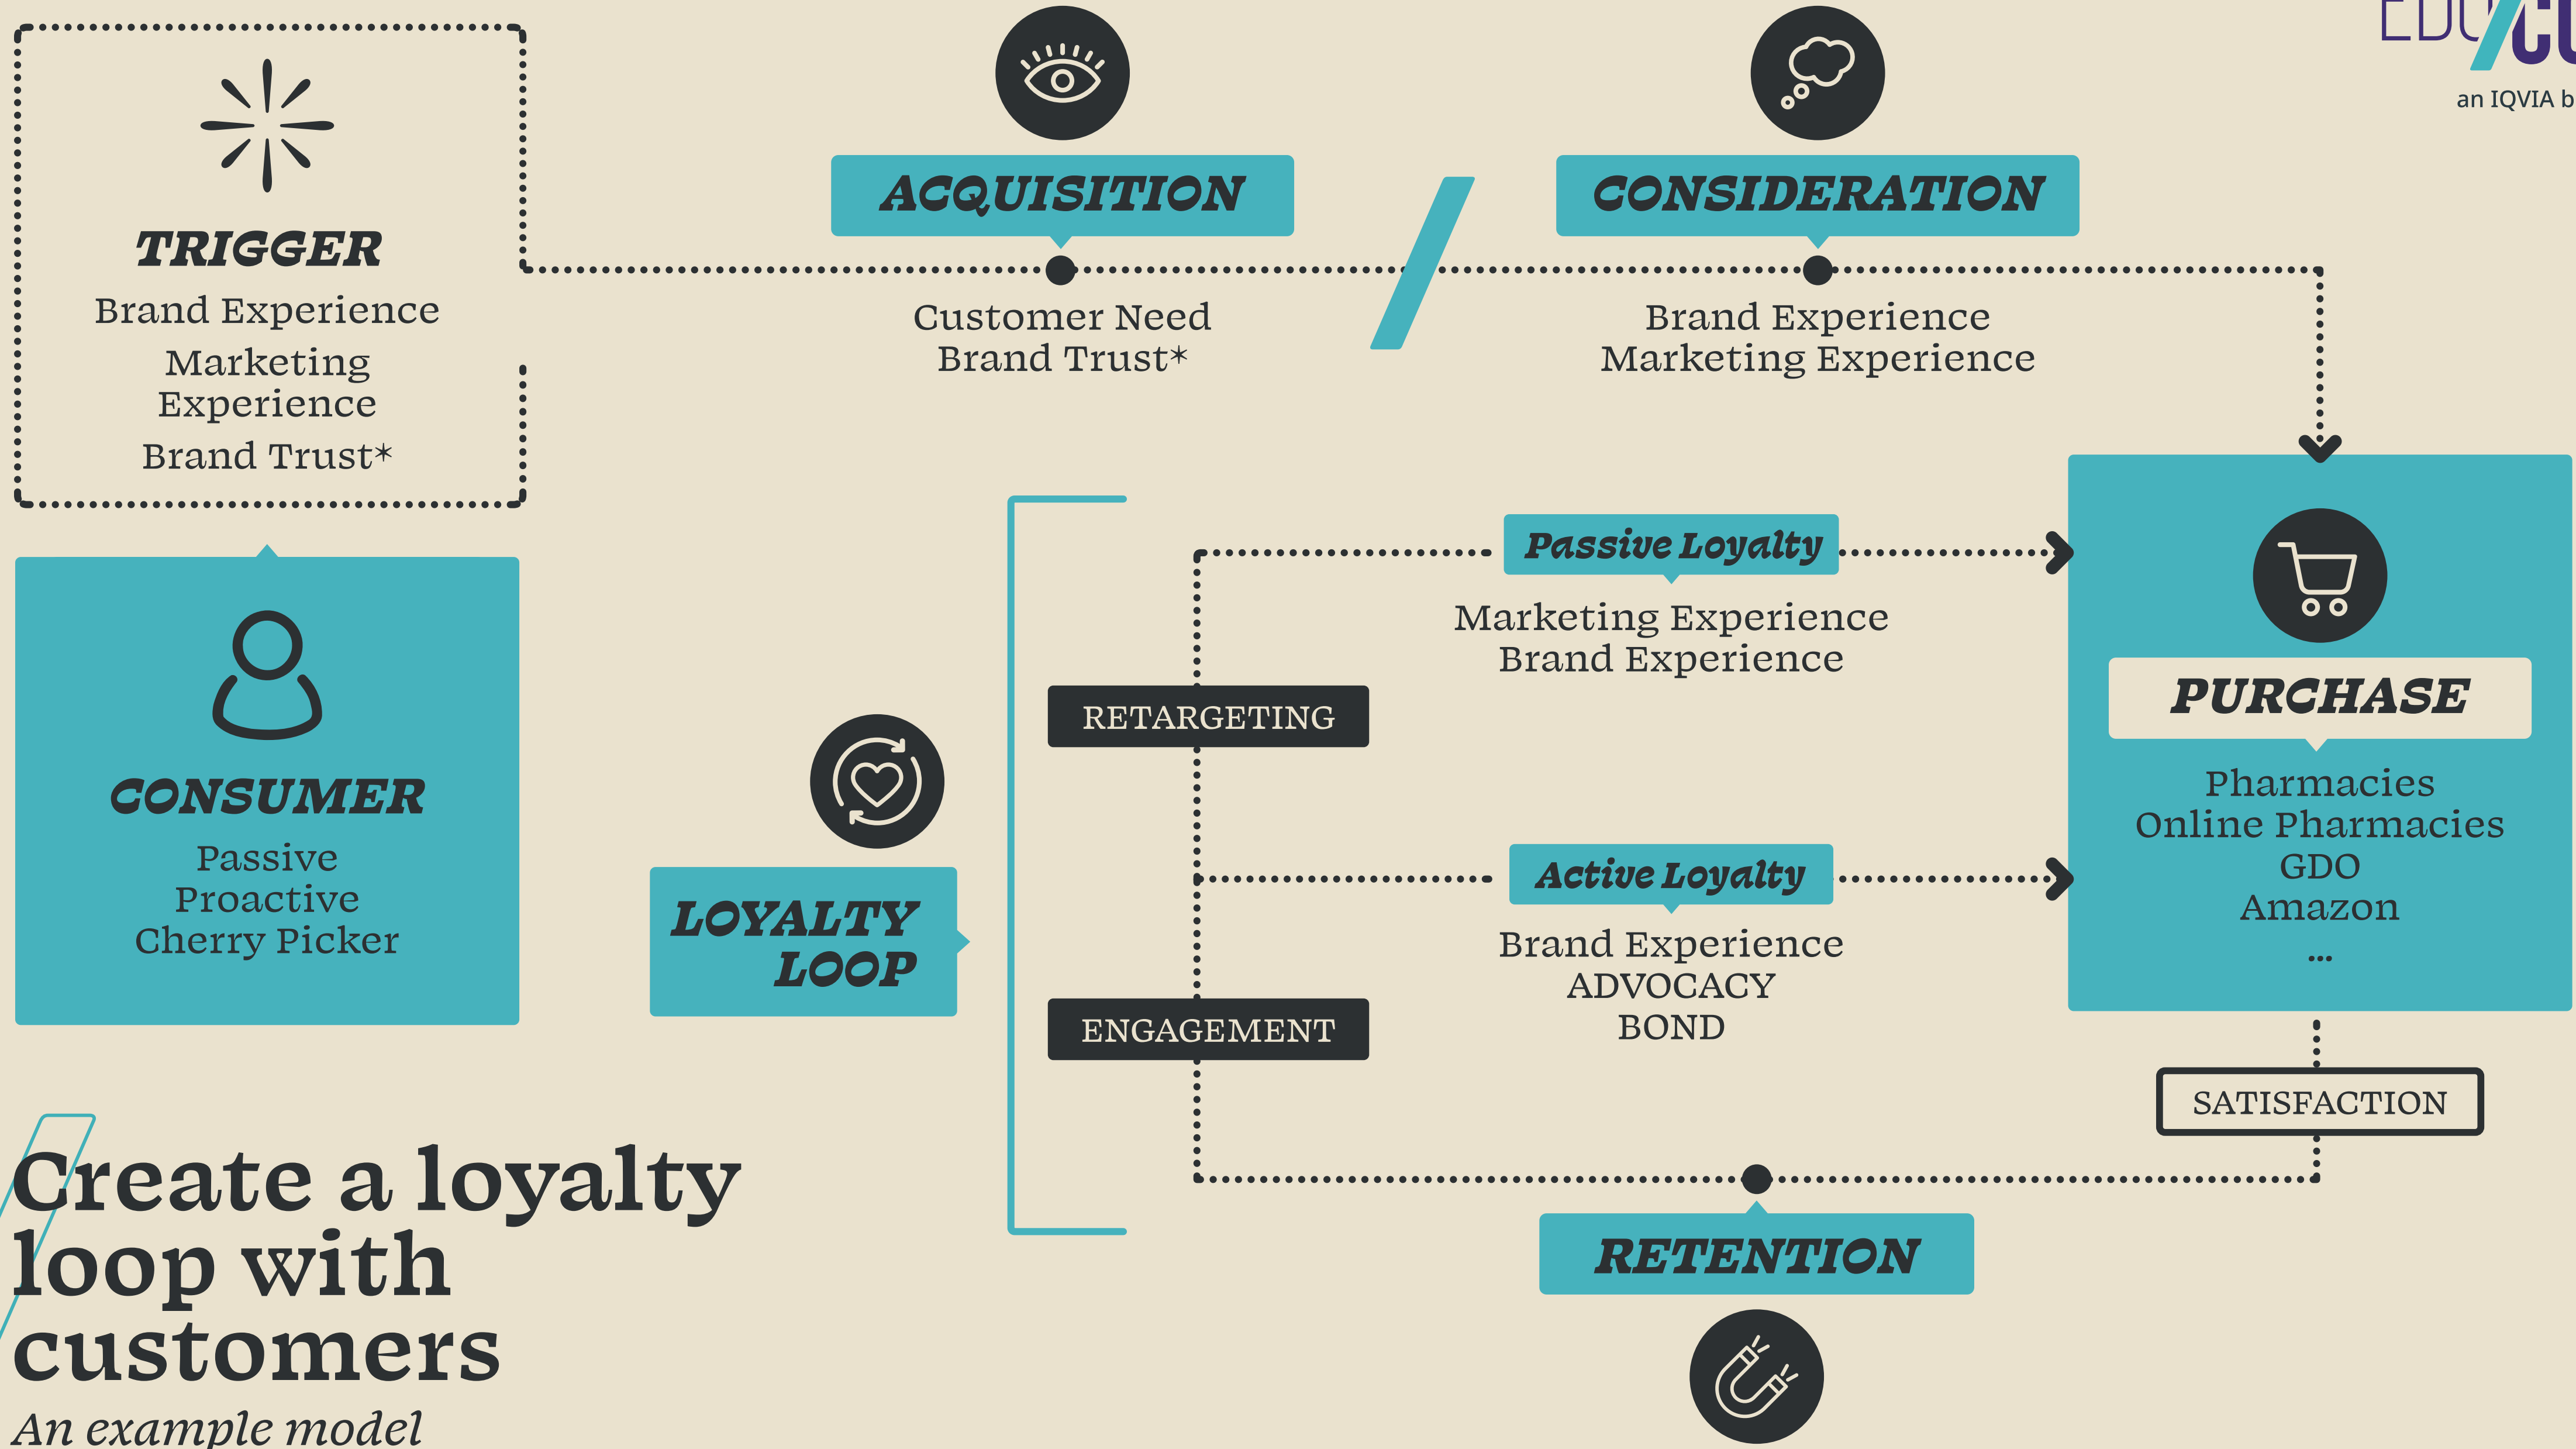 TRIGGER
Brand Experience
Marketing
Experience
Brand Trust*
CONSUMER
Passive
Proactive
Cherry Picker
ACQUISITION
Customer Need
Brand Trust*
CONSIDERATION
Brand Experience
Marketing Experience
an IQVIA b
LOYALTY
LOOP
RETARGETING
ENGAGEMENT
Passive Loyalty
Marketing Experience
Brand Experience
Active Loyalty
Brand Experience
ADVOCACY
BOND
PURCHASE
Pharmacies
Online Pharmacies
GDO
Amazon
...
SATISFACTION
RETENTION
Create a loyalty
loop with
customers
An example model